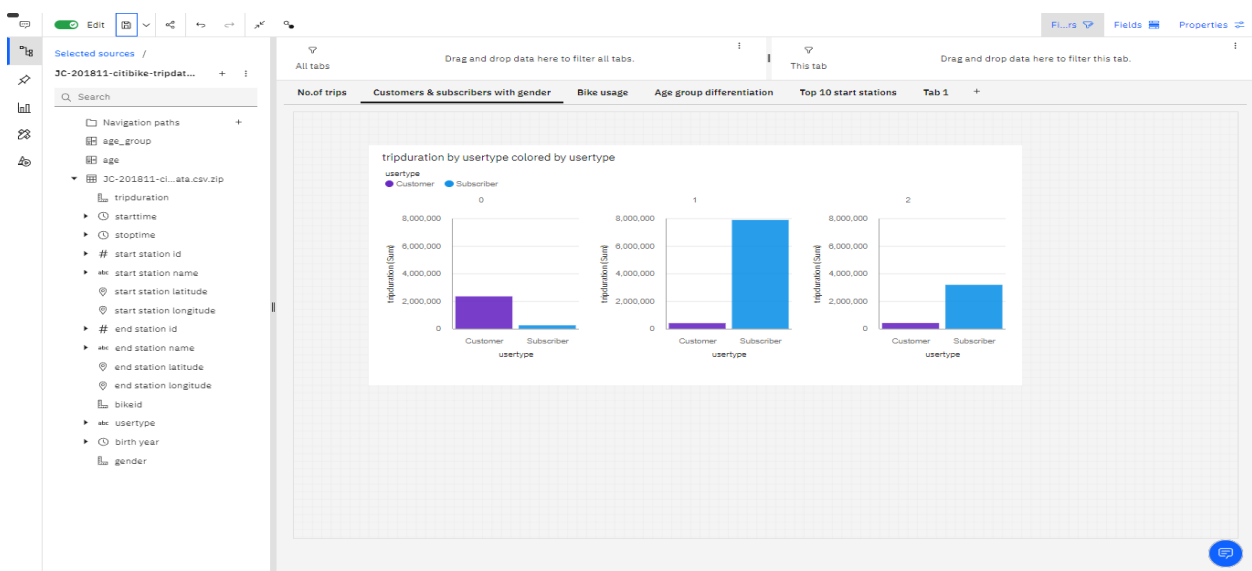 Edit
Fi...rs
Fields
Properties
Selected sources /
JC-201811-citibike-tripdat... +
Search
Navigation paths +
age_group
age
JC-201811-ci...ata.csv.zip
tripduration
starttime
stoptime
# start station id
abc start station name
start station latitude
start station longitude
# end station id
abc end station name
end station latitude
end station longitude
bikeid
abc usertype
birth year
gender
All tabs
Drag and drop data here to filter all tabs.
This tab
Drag and drop data here to filter this tab.
No.of trips Customers & subscribers with gender Bike usage Age group differentiation Top 10 start stations Tab 1 +
tripduration by usertype colored by usertype
usertype
Customer Subscriber
0
tripduration (Sum)
8,000,000
6,000,000
4,000,000
2,000,000
0
Customer Subscriber
usertype
1
tripduration (Sum)
8,000,000
6,000,000
4,000,000
2,000,000
0
Customer Subscriber
usertype
2
tripduration (Sum)
8,000,000
6,000,000
4,000,000
2,000,000
0
Customer Subscriber
usertype